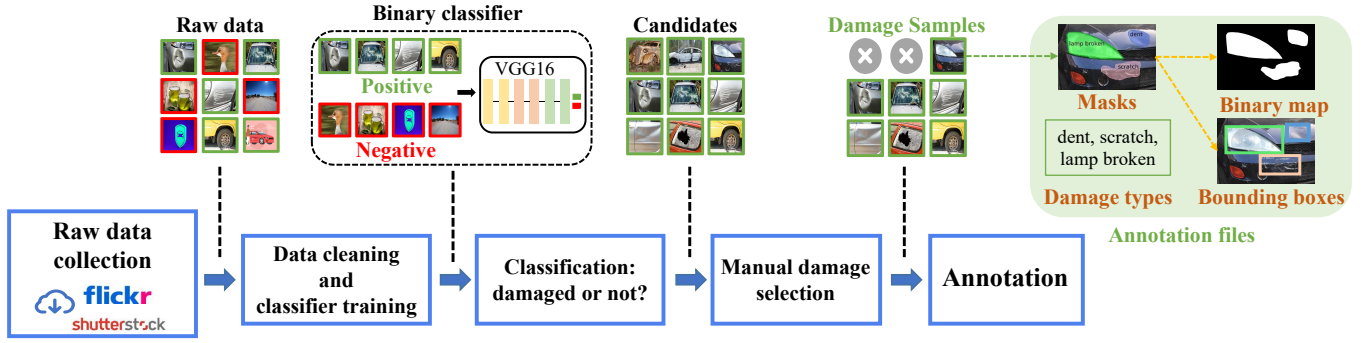 Raw data
Binary classifier
VGG16
Positive
Negative
Candidates
Damage Samples
lamp broken
dent
scratch
Masks
Binary map
dent, scratch,
lamp broken
Damage types
Bounding boxes
Annotation files
Raw data
collection
flickr
shutterstock
Data cleaning
and
classifier training
Classification:
damaged or not?
Manual damage
selection
Annotation